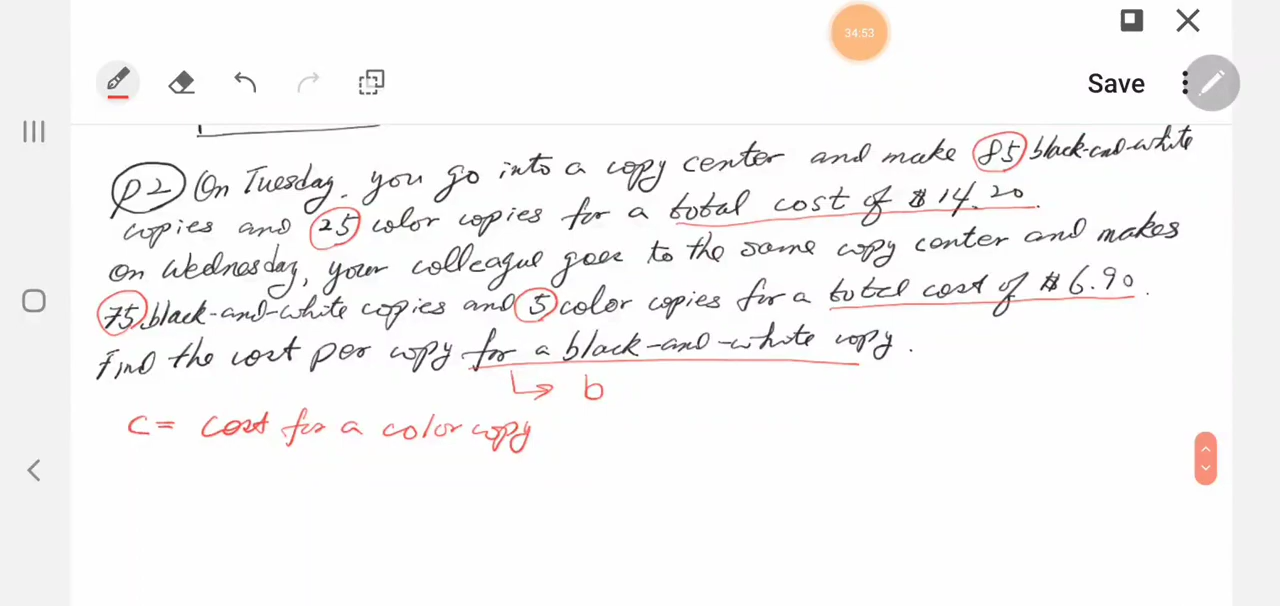 34:53
Save
P2 On Tuesday, you go into a copy center and make 85 black-and-white
copies and 25 color copies for a total cost of $14.20.
On Wednesday, your colleague goes to the same copy center and makes
75 black-and-white copies and 5 color copies for a total cost of $6.90.
Find the cost per copy for a black-and-white copy.
↳ b
c = cost for a color copy